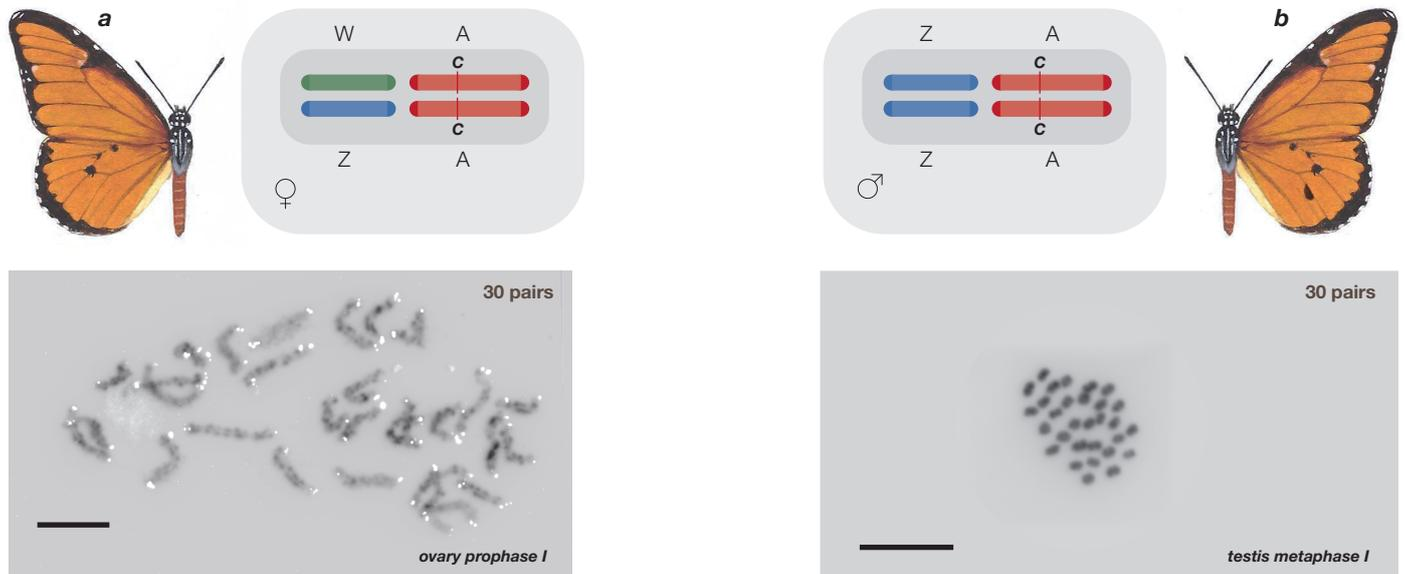 a
W A
C
C
Z A
♀
30 pairs
ovary prophase I
b
Z A
C
C
Z A
♂
30 pairs
testis metaphase I